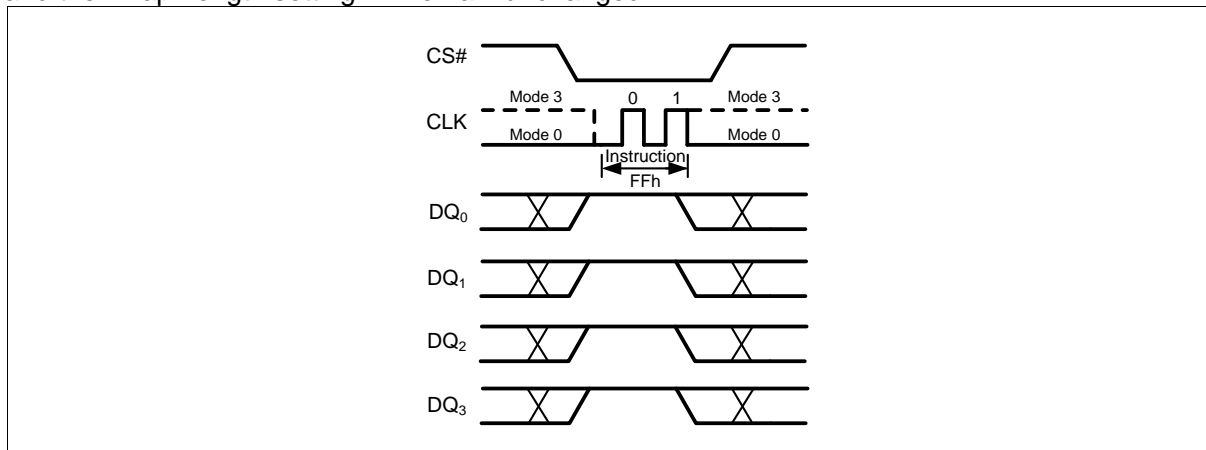 CS#
Mode 3 0 1 Mode 3
CLK
Mode 0 Mode 0
Instruction
FFh
DQ₀
DQ₁
DQ₂
DQ₃